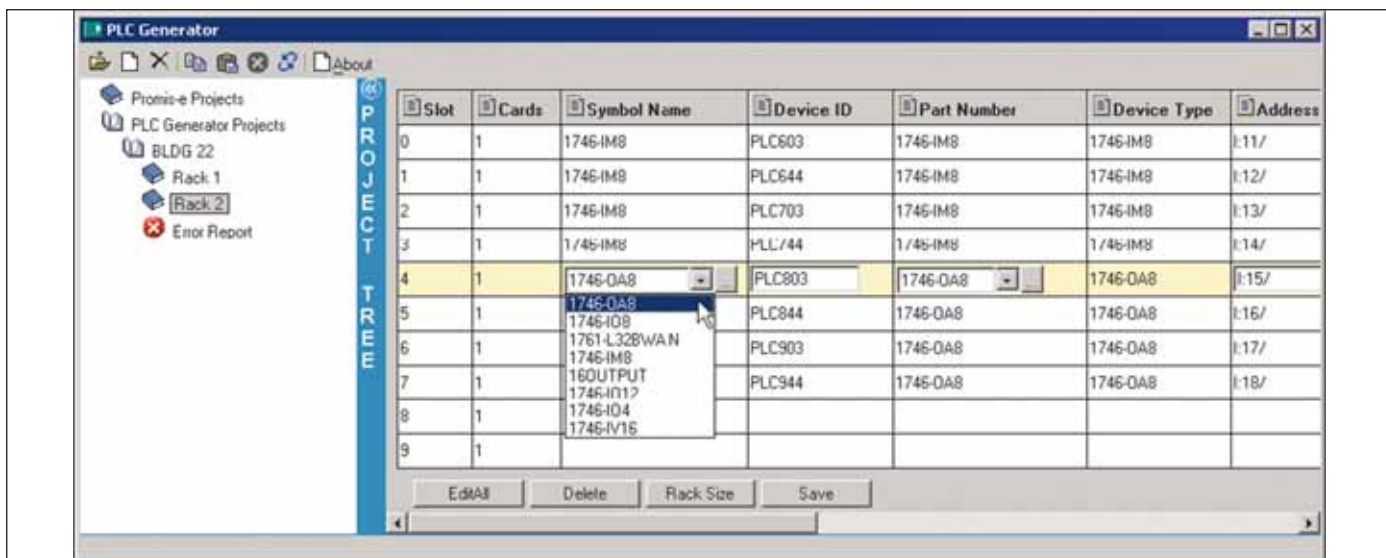 PLC Generator
About
Promis-e Projects
PLC Generator Projects
BLDG 22
Rack 1
Rack 2
Error Report
PROJECT TREE
Slot Cards Symbol Name Device ID Part Number Device Type Address
0 1 1746-IM8 PLC603 1746-IM8 1746-IM8 I:11/
1 1 1746-IM8 PLC644 1746-IM8 1746-IM8 I:12/
2 1 1746-IM8 PLC703 1746-IM8 1746-IM8 I:13/
3 1 1746-IM8 PLC744 1746-IM8 1746-IM8 I:14/
4 1 1746-OA8 PLC803 1746-OA8 1746-OA8 I:15/
5 1 PLC844 1746-OA8 1746-OA8 I:16/
6 1 PLC903 1746-OA8 1746-OA8 I:17/
7 1 PLC944 1746-OA8 1746-OA8 I:18/
8 1
9 1
1746-OA8
1746-IO8
1761-L32BWAN
1746-IM8
16OUTPUT
1746-IO12
1746-IO4
1746-IV16
EditAll Delete Rack Size Save